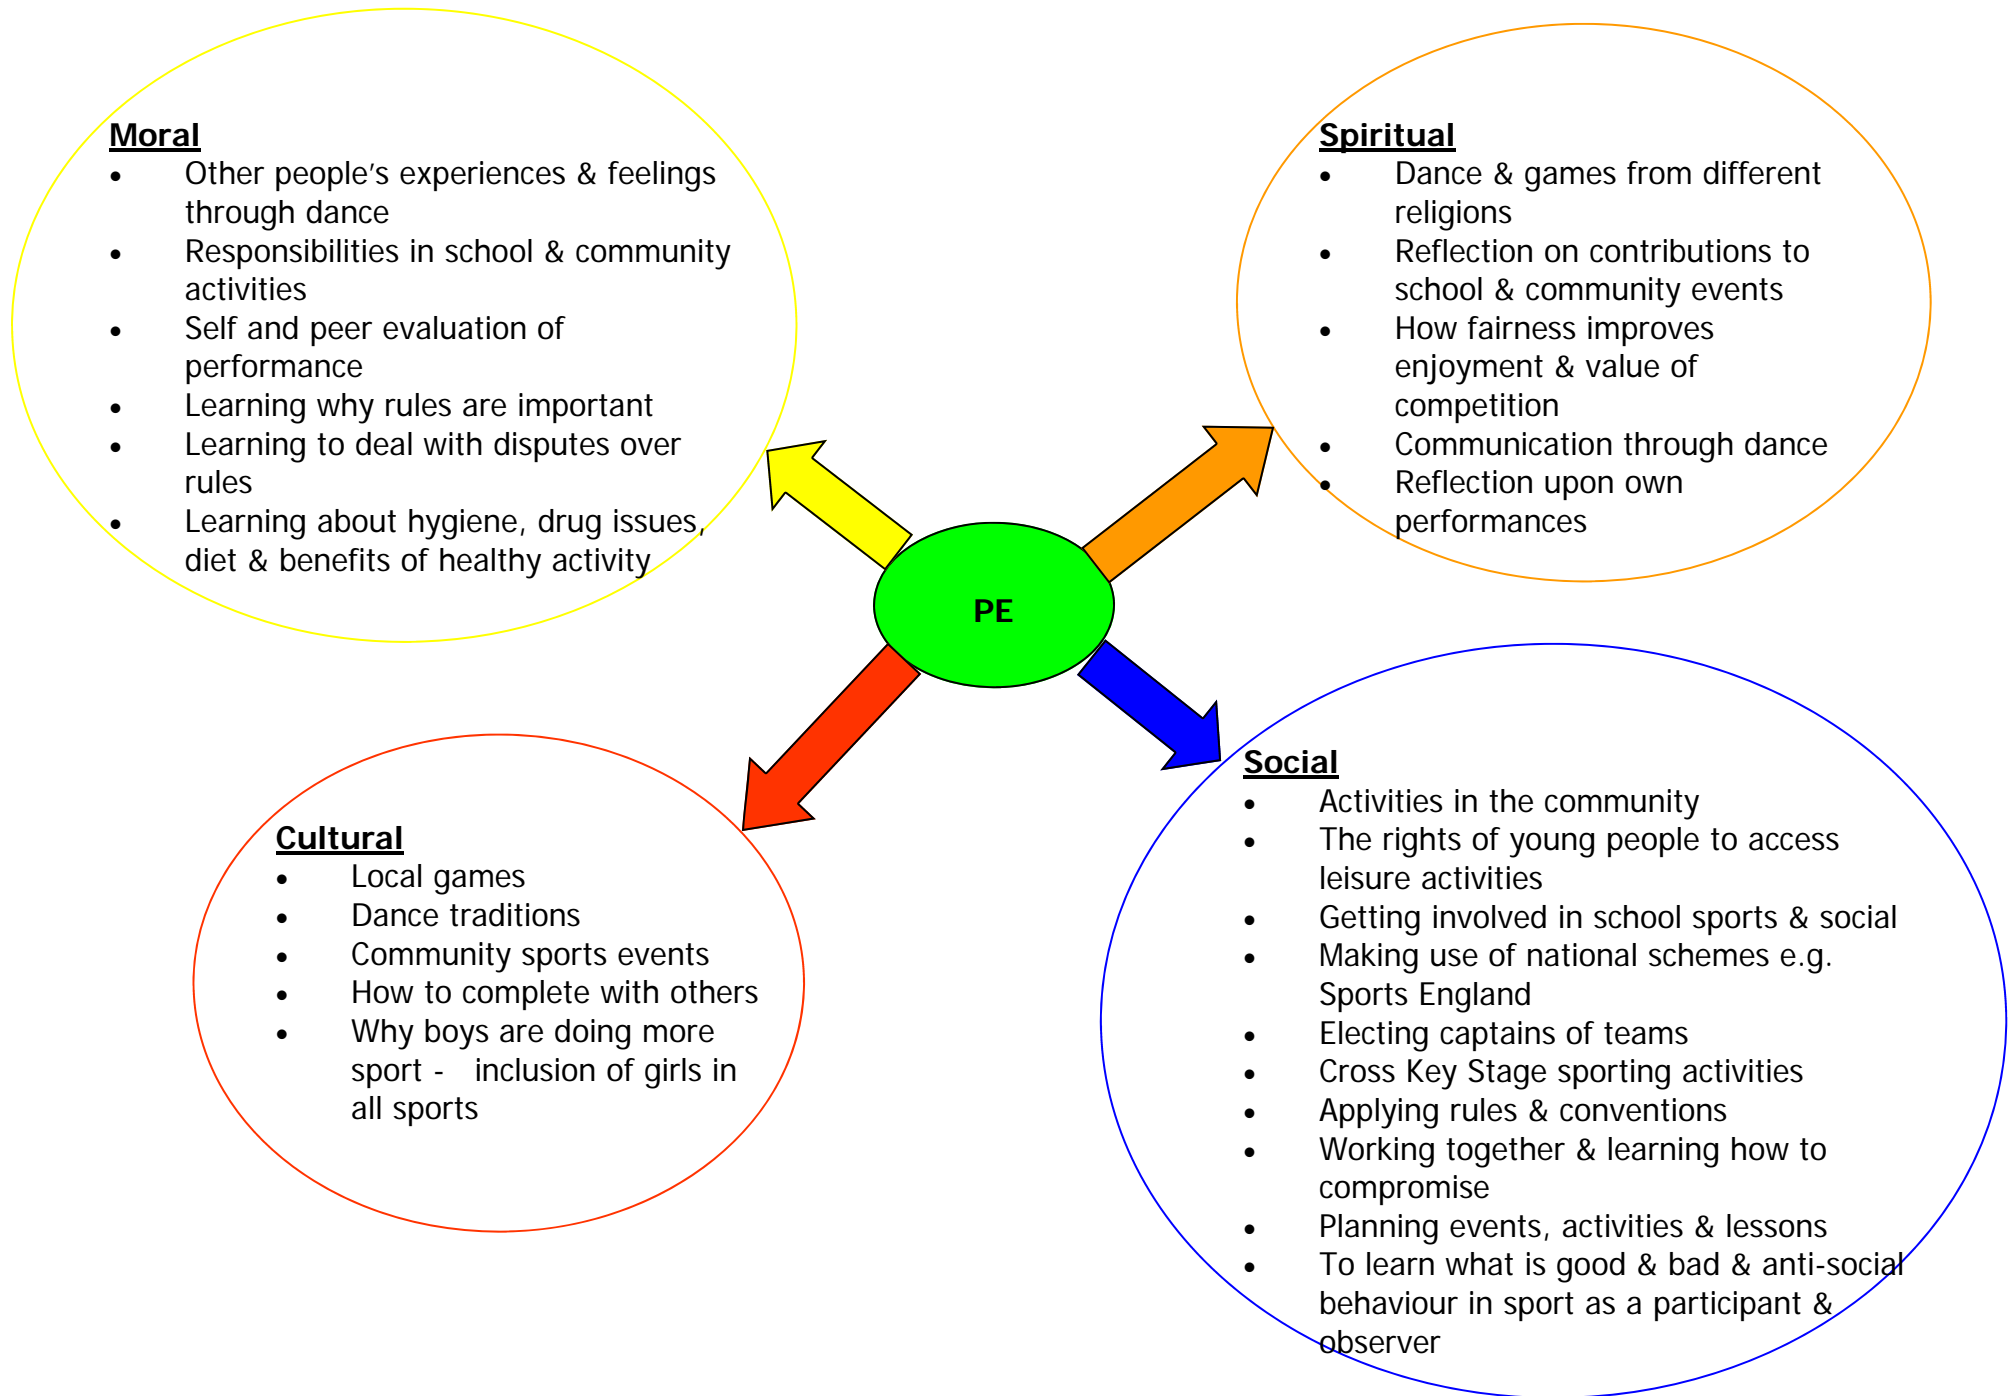 Moral
• Other people's experiences & feelings
through dance
• Responsibilities in school & community
activities
• Self and peer evaluation of
performance
• Learning why rules are important
• Learning to deal with disputes over
rules
• Learning about hygiene, drug issues,
diet & benefits of healthy activity
Spiritual
• Dance & games from different
religions
• Reflection on contributions to
school & community events
• How fairness improves
enjoyment & value of
competition
• Communication through dance
• Reflection upon own
performances
PE
Cultural
• Local games
• Dance traditions
• Community sports events
• How to complete with others
• Why boys are doing more
sport - inclusion of girls in
all sports
Social
• Activities in the community
• The rights of young people to access
leisure activities
• Getting involved in school sports & social
• Making use of national schemes e.g.
Sports England
• Electing captains of teams
• Cross Key Stage sporting activities
• Applying rules & conventions
• Working together & learning how to
compromise
• Planning events, activities & lessons
• To learn what is good & bad & anti-social
behaviour in sport as a participant &
observer